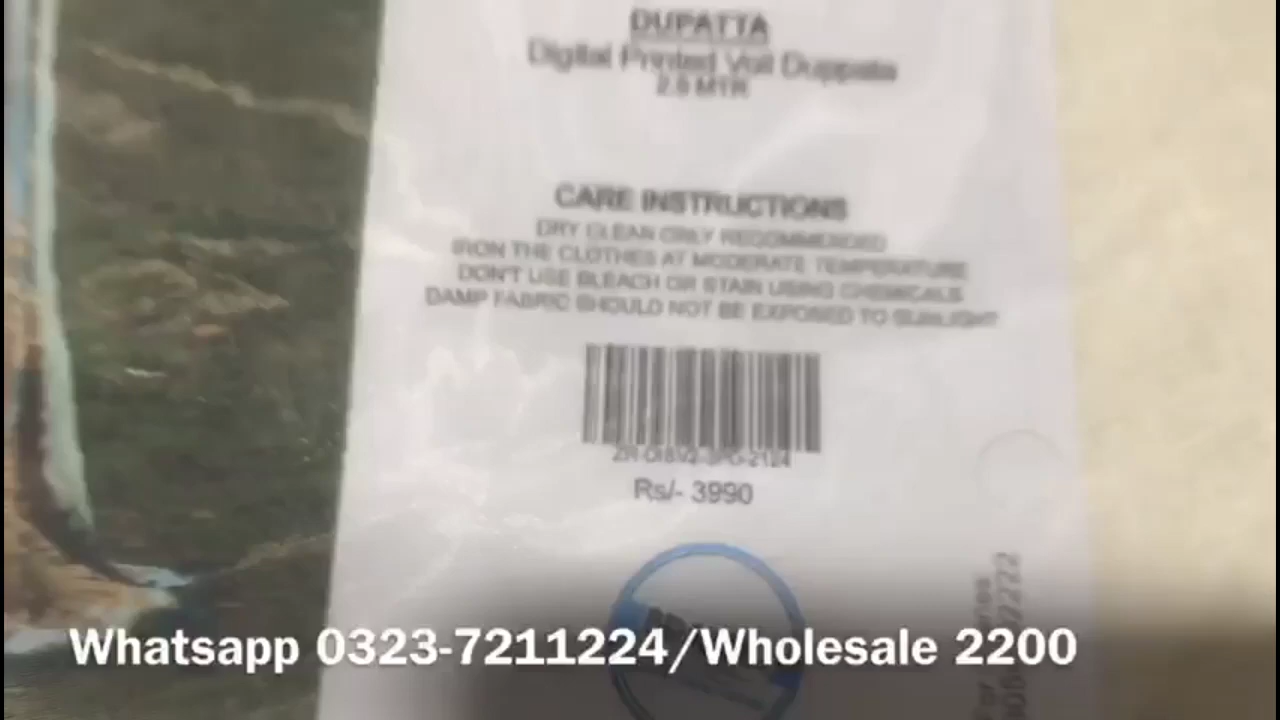 DUPATTA
Digital Printed Voil Duppata
2.5 MTR
CARE INSTRUCTIONS
DRY CLEAN ONLY RECOMMENDED
IRON THE CLOTHES AT MODERATE TEMPERATURE
DON'T USE BLEACH OR STAIN USING CHEMICALS
DAMP FABRIC SHOULD NOT BE EXPOSED TO SUNLIGHT
Rs/- 3990
Whatsapp 0323-7211224/Wholesale 2200